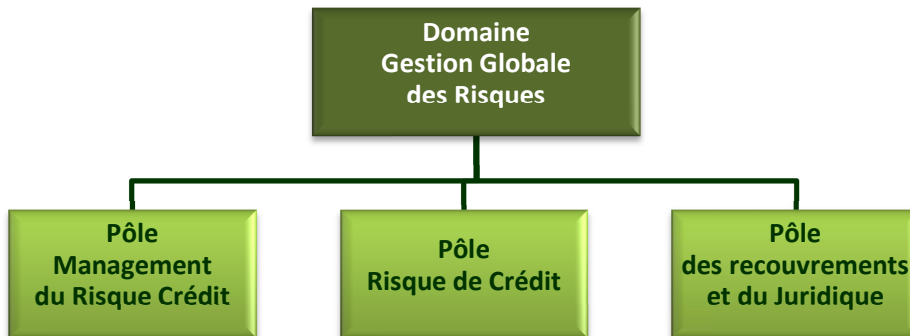 Domaine
Gestion Globale
des Risques
Pôle
Management
du Risque Crédit
Pôle
Risque de Crédit
Pôle
des recouvrements
et du Juridique